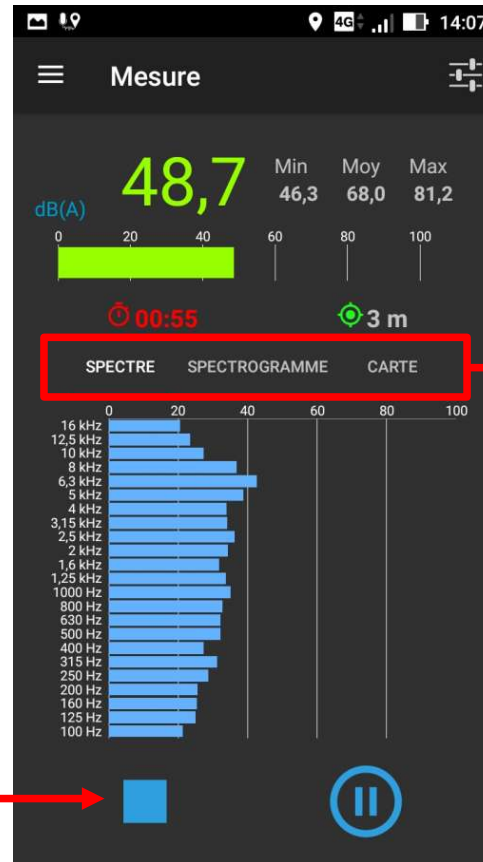 4G 14:07
Mesure
48,7 Min Moy Max
dB(A) 46,3 68,0 81,2
0 20 40 60 80 100
00:55 3 m
SPECTRE SPECTROGRAMME CARTE
0 20 40 60 80 100
16 kHz
12,5 kHz
10 kHz
8 kHz
6,3 kHz
5 kHz
4 kHz
3,15 kHz
2,5 kHz
2 kHz
1,6 kHz
1,25 kHz
1000 Hz
800 Hz
630 Hz
500 Hz
400 Hz
315 Hz
250 Hz
200 Hz
160 Hz
125 Hz
100 Hz